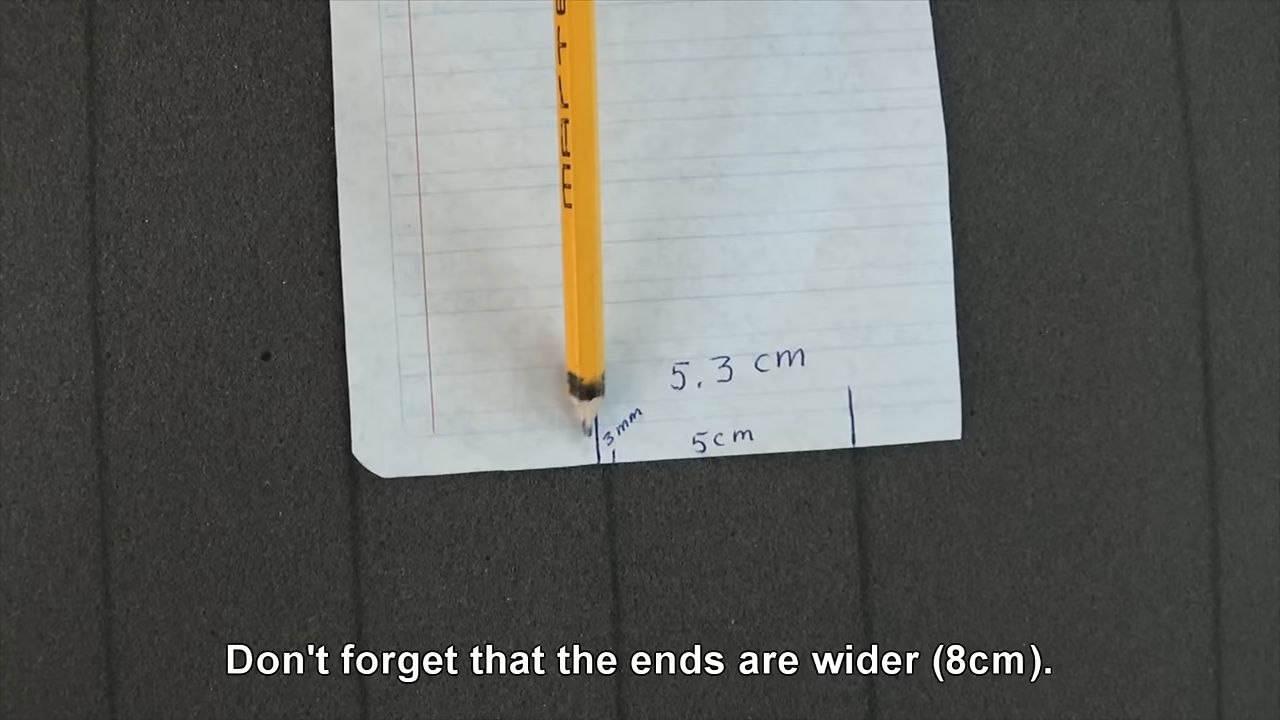 5.3 cm
3mm
5cm
Don't forget that the ends are wider (8cm).